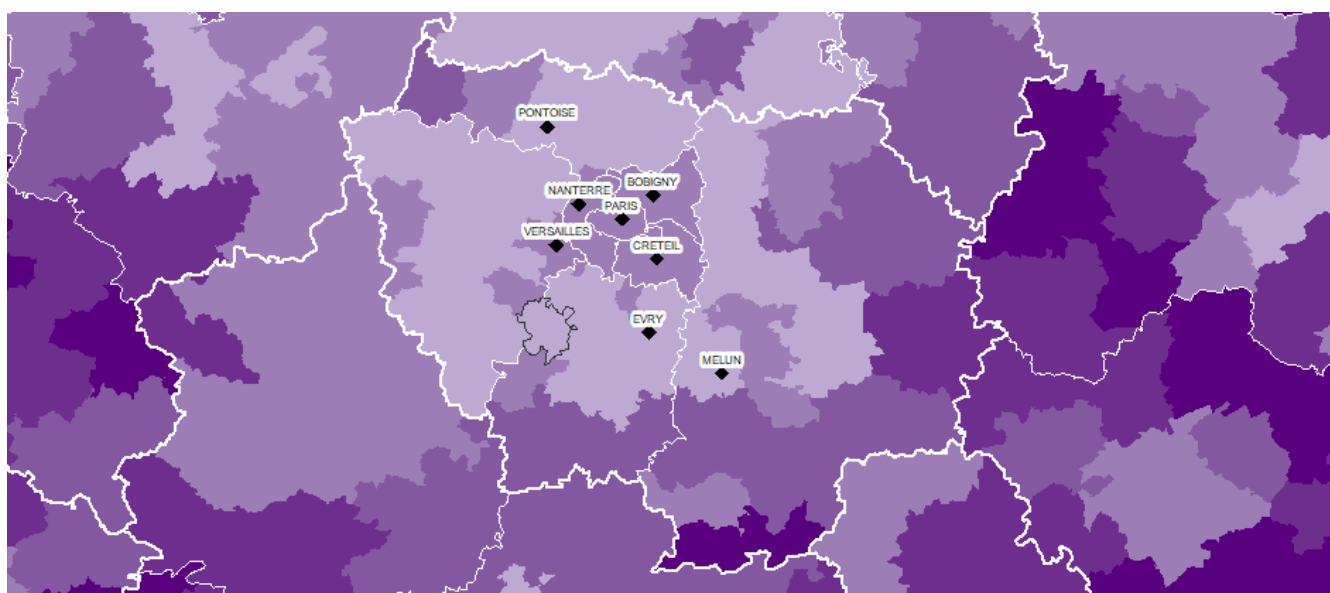 PONTOISE
BOBIGNY
NANTERRE
PARIS
VERSAILLES
CRETEIL
EVRY
MELUN